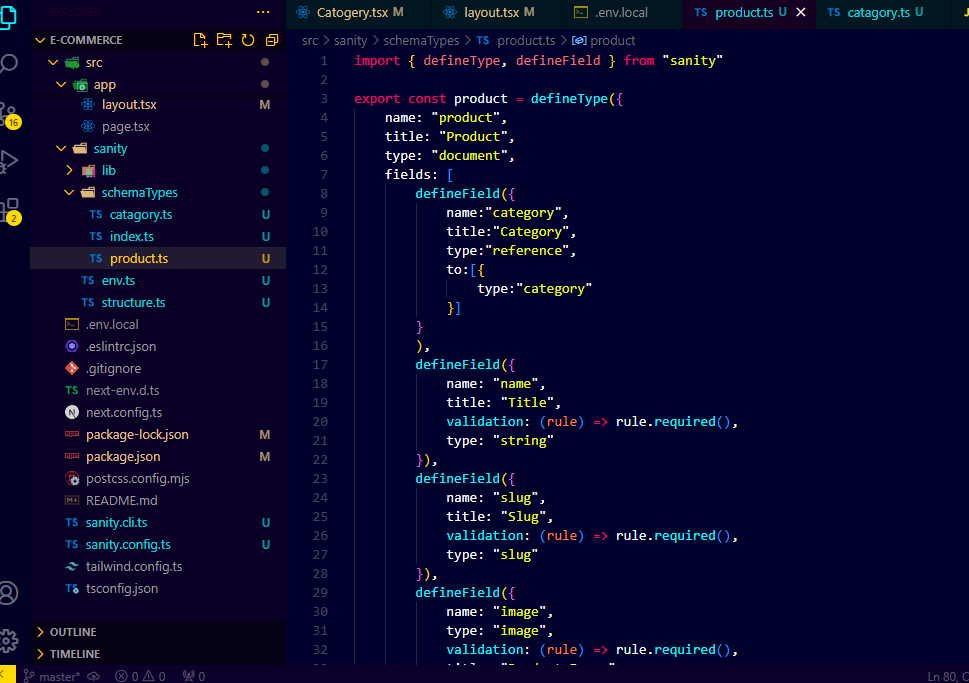 EXPLORER
Catogery.tsx M
layout.tsx M
.env.local
TS product.ts U
TS catagory.ts U
E-COMMERCE
src > sanity > schemaTypes > TS product.ts > product
src
app
layout.tsx M
page.tsx
sanity
lib
schemaTypes
TS catagory.ts U
TS index.ts U
TS product.ts U
TS env.ts U
TS structure.ts U
.env.local
.eslintrc.json
.gitignore
TS next-env.d.ts
N next.config.ts
package-lock.json M
package.json M
postcss.config.mjs
README.md
TS sanity.cli.ts U
TS sanity.config.ts U
tailwind.config.ts
TS tsconfig.json
OUTLINE
TIMELINE
16
2
1 import { defineType, defineField } from "sanity"
2
3 export const product = defineType({
4 name: "product",
5 title: "Product",
6 type: "document",
7 fields: [
8 defineField({
9 name:"category",
10 title:"Category",
11 type:"reference",
12 to:[{
13 type:"category"
14 }]
15 }
16 ),
17 defineField({
18 name: "name",
19 title: "Title",
20 validation: (rule) => rule.required(),
21 type: "string"
22 }),
23 defineField({
24 name: "slug",
25 title: "Slug",
26 validation: (rule) => rule.required(),
27 type: "slug"
28 }),
29 defineField({
30 name: "image",
31 type: "image",
32 validation: (rule) => rule.required(),
master*
0 0
0
Ln 80,